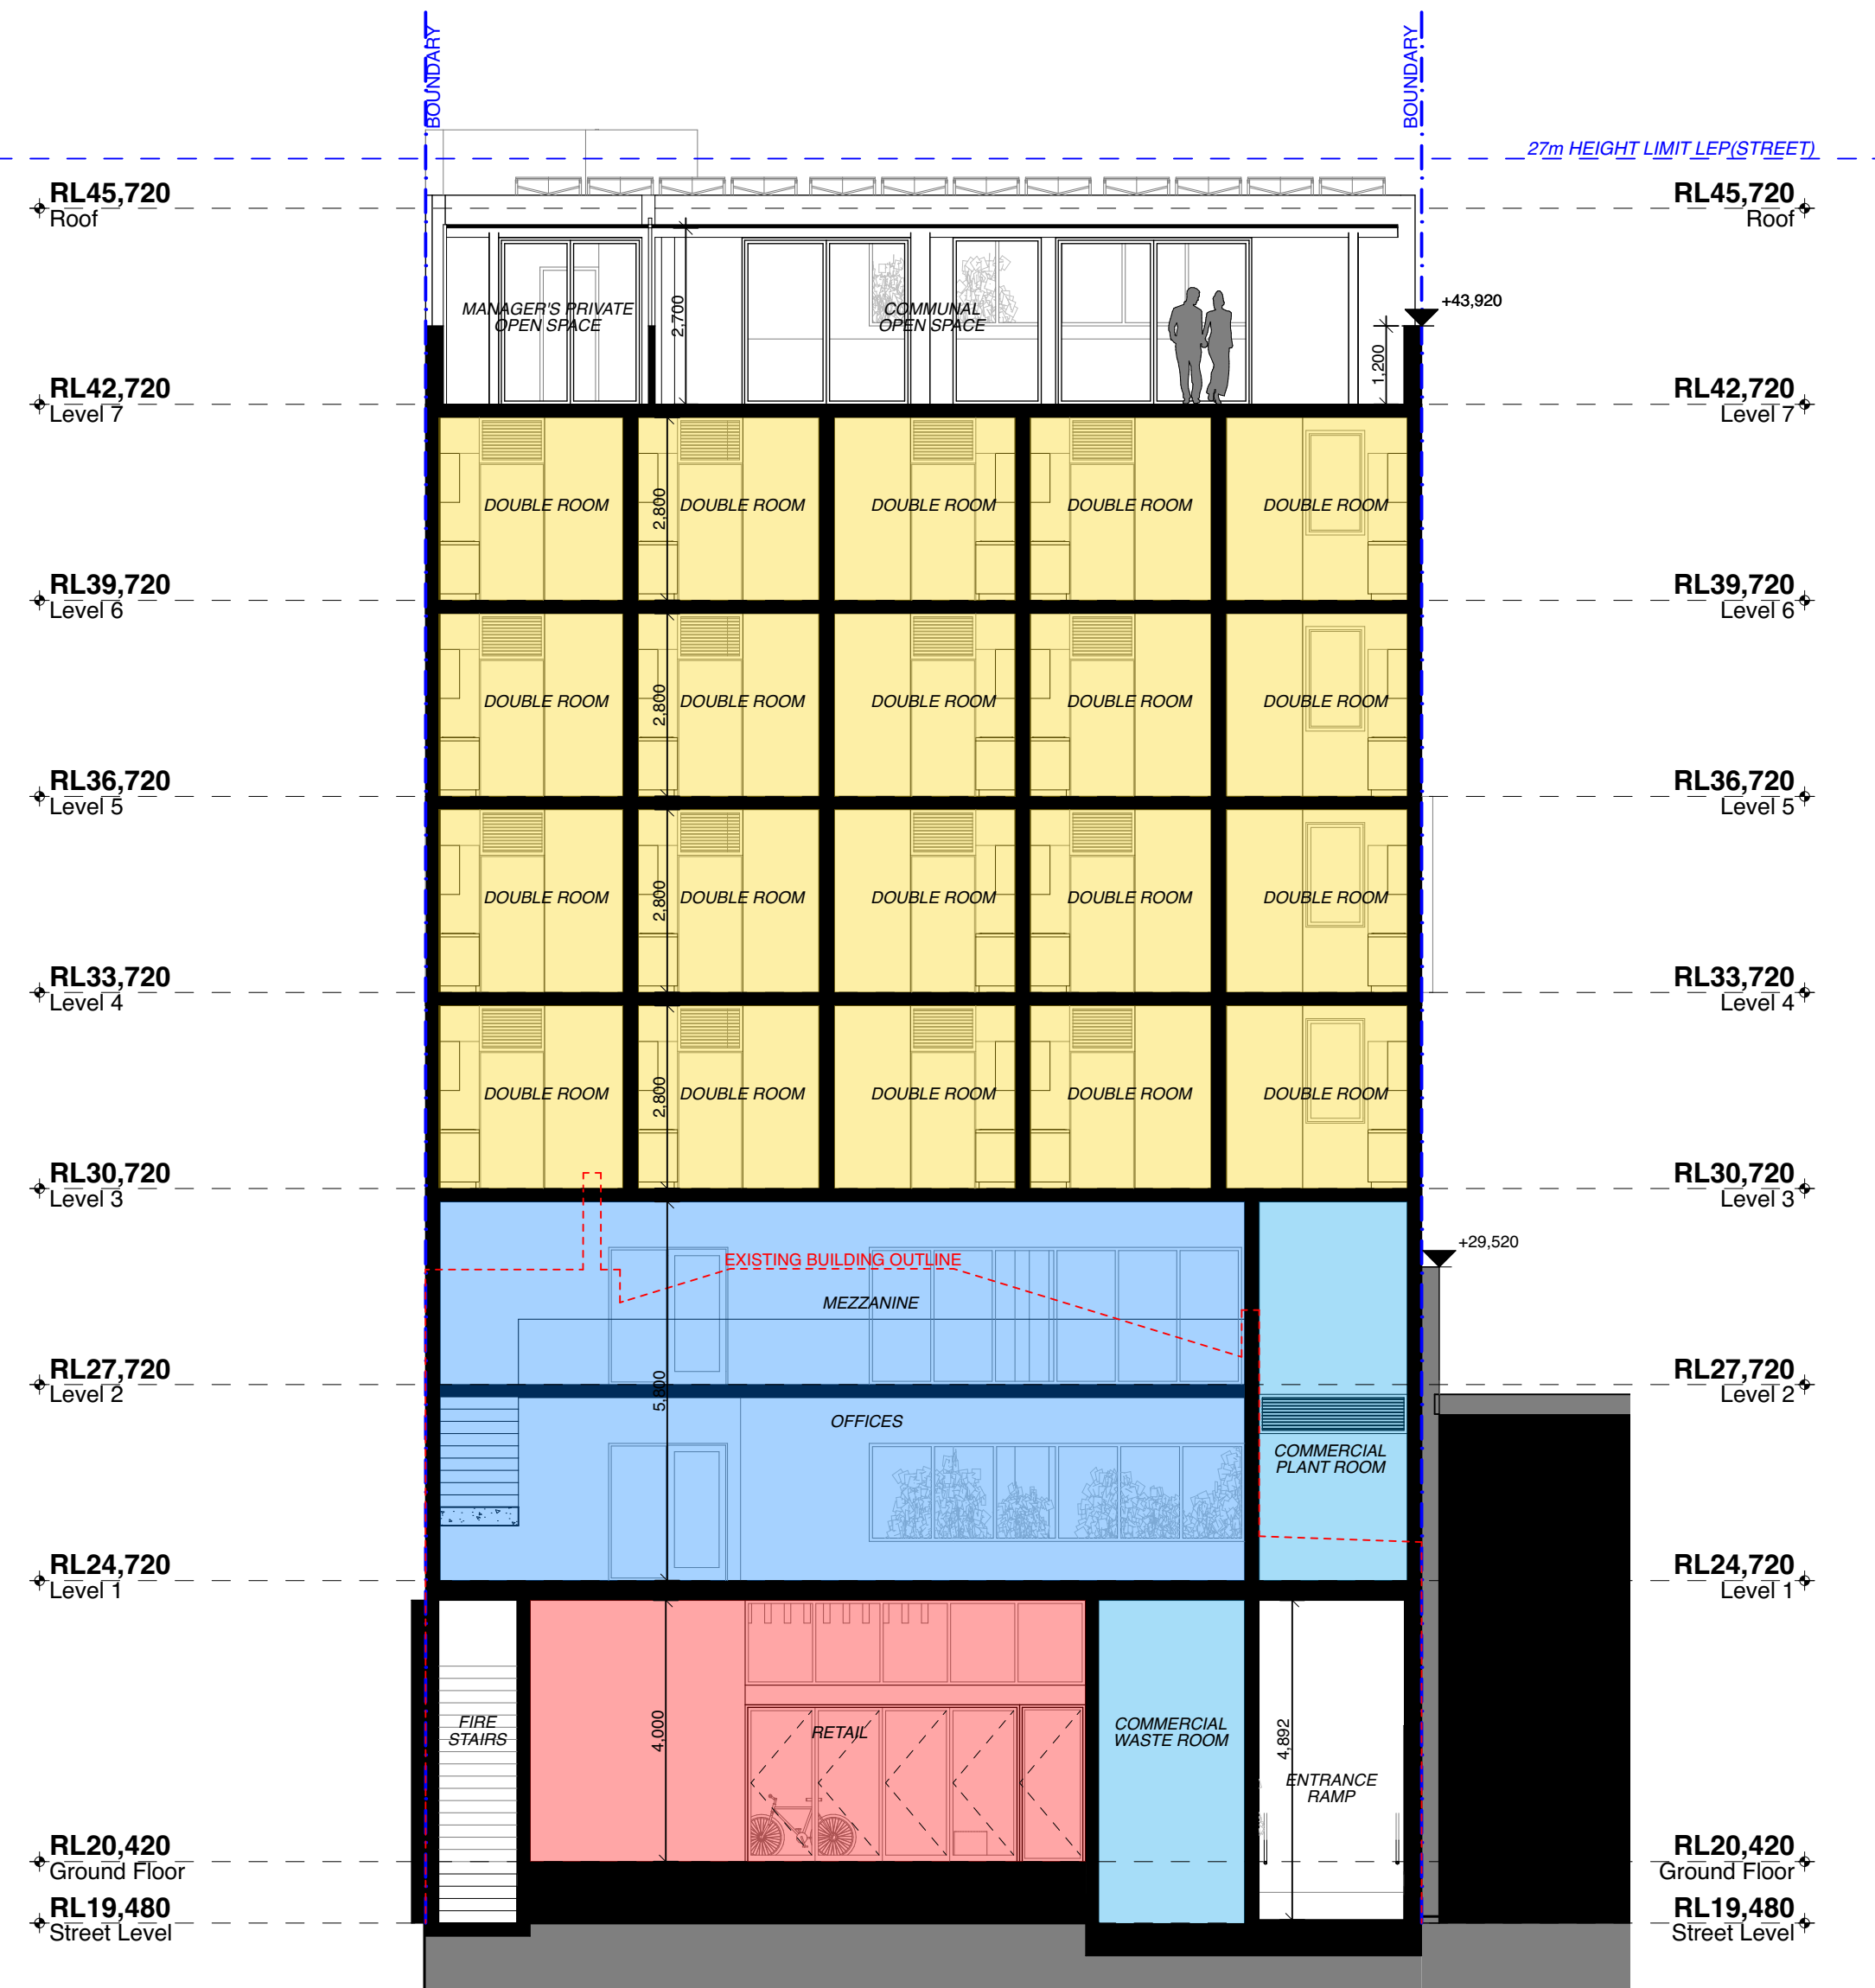 BOUNDARY
BOUNDARY
27m HEIGHT LIMIT LEP(STREET)
RL45,720
Roof
RL45,720
Roof
MANAGER'S PRIVATE
OPEN SPACE
2,700
COMMUNAL
OPEN SPACE
+43,920
1,200
RL42,720
Level 7
RL42,720
Level 7
DOUBLE ROOM
2,800
DOUBLE ROOM
DOUBLE ROOM
DOUBLE ROOM
DOUBLE ROOM
RL39,720
Level 6
RL39,720
Level 6
DOUBLE ROOM
2,800
DOUBLE ROOM
DOUBLE ROOM
DOUBLE ROOM
DOUBLE ROOM
RL36,720
Level 5
RL36,720
Level 5
DOUBLE ROOM
2,800
DOUBLE ROOM
DOUBLE ROOM
DOUBLE ROOM
DOUBLE ROOM
RL33,720
Level 4
RL33,720
Level 4
DOUBLE ROOM
2,800
DOUBLE ROOM
DOUBLE ROOM
DOUBLE ROOM
DOUBLE ROOM
RL30,720
Level 3
RL30,720
Level 3
+29,520
EXISTING BUILDING OUTLINE
MEZZANINE
RL27,720
Level 2
5,800
RL27,720
Level 2
OFFICES
COMMERCIAL
PLANT ROOM
RL24,720
Level 1
RL24,720
Level 1
FIRE
STAIRS
4,000
RETAIL
COMMERCIAL
WASTE ROOM
4,892
ENTRANCE
RAMP
RL20,420
Ground Floor
RL20,420
Ground Floor
RL19,480
Street Level
RL19,480
Street Level